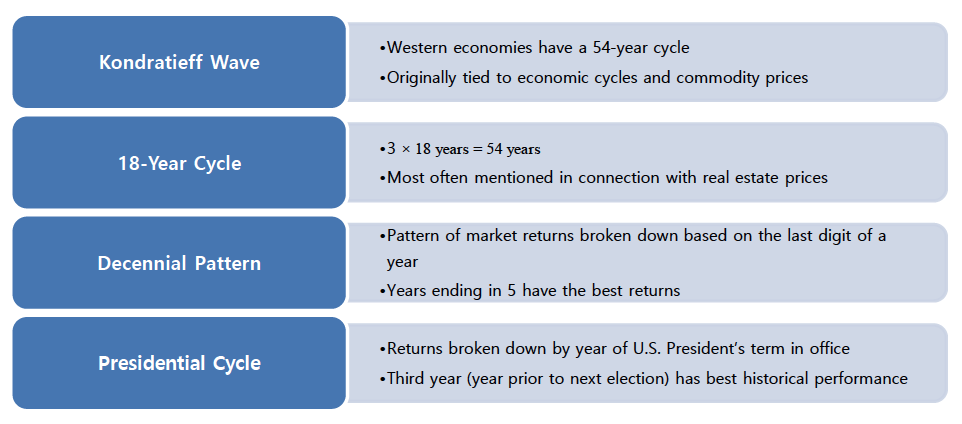 Kondratieff Wave
•Western economies have a 54-year cycle
•Originally tied to economic cycles and commodity prices
18-Year Cycle
•3 × 18 years = 54 years
•Most often mentioned in connection with real estate prices
Decennial Pattern
•Pattern of market returns broken down based on the last digit of a
year
•Years ending in 5 have the best returns
Presidential Cycle
•Returns broken down by year of U.S. President's term in office
•Third year (year prior to next election) has best historical performance